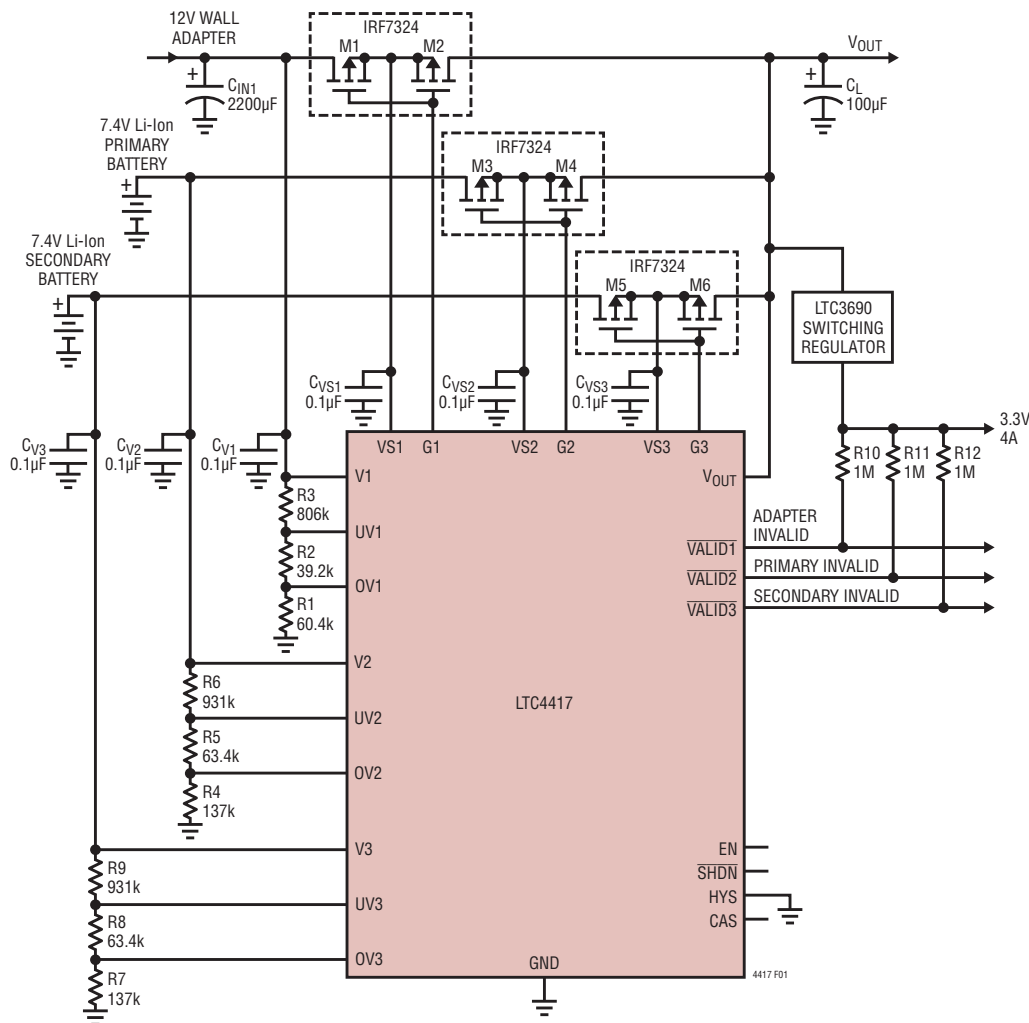 12V WALL
ADAPTER
IRF7324
M1
M2
VOUT
+
CIN1
2200µF
+
CL
100µF
7.4V Li-Ion
PRIMARY
BATTERY
IRF7324
M3
M4
+
7.4V Li-Ion
SECONDARY
BATTERY
IRF7324
M5
M6
+
LTC3690
SWITCHING
REGULATOR
CVS1
0.1µF
CVS2
0.1µF
CVS3
0.1µF
CV3
0.1µF
CV2
0.1µF
CV1
0.1µF
3.3V
4A
R10
1M
R11
1M
R12
1M
VS1
G1
VS2
G2
VS3
G3
V1
VOUT
R3
806k
UV1
R2
39.2k
OV1
R1
60.4k
ADAPTER
INVALID
VALID1
PRIMARY INVALID
VALID2
SECONDARY INVALID
VALID3
V2
R6
931k
UV2
R5
63.4k
OV2
R4
137k
LTC4417
V3
R9
931k
UV3
R8
63.4k
OV3
R7
137k
EN
SHDN
HYS
CAS
GND
4417 F01